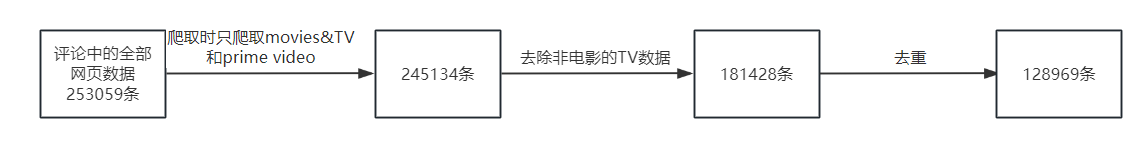 评论中的全部
网页数据
253059条
爬取时只爬取movies&TV
和prime video
245134条
去除非电影的TV数据
181428条
去重
128969条